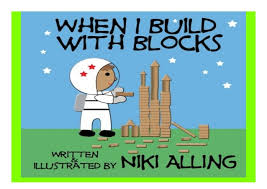 WHEN I BUILD
WITH BLOCKS
WRITTEN
&
ILLUSTRATED BY NIKI ALLING